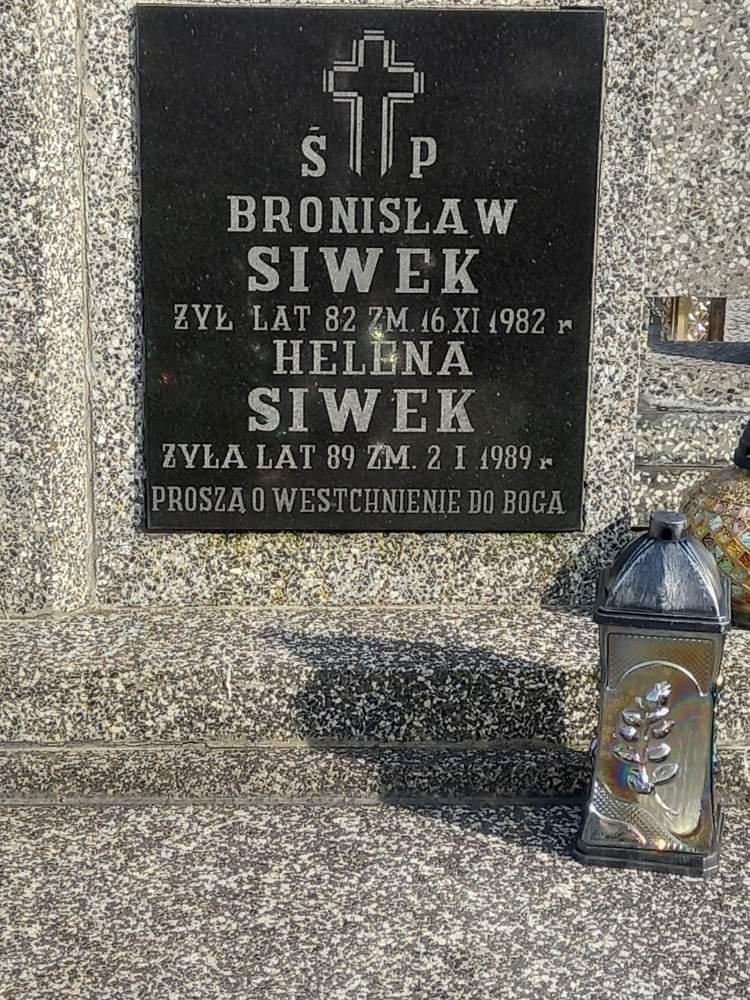 Ś P
BRONISŁAW
SIWEK
ŻYŁ LAT 82 ZM. 16.XI 1982 r
HELENA
SIWEK
ŻYŁA LAT 89 ZM. 2 I 1989 r
PROSZĄ O WESTCHNIENIE DO BOGA